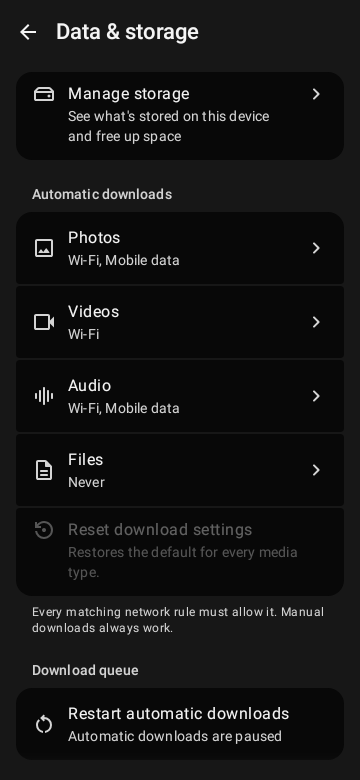 Data & storage
Manage storage
See what's stored on this device
and free up space
Automatic downloads
Photos
Wi-Fi, Mobile data
Videos
Wi-Fi
Audio
Wi-Fi, Mobile data
Files
Never
Reset download settings
Restores the default for every media
type.
Every matching network rule must allow it. Manual
downloads always work.
Download queue
Restart automatic downloads
Automatic downloads are paused